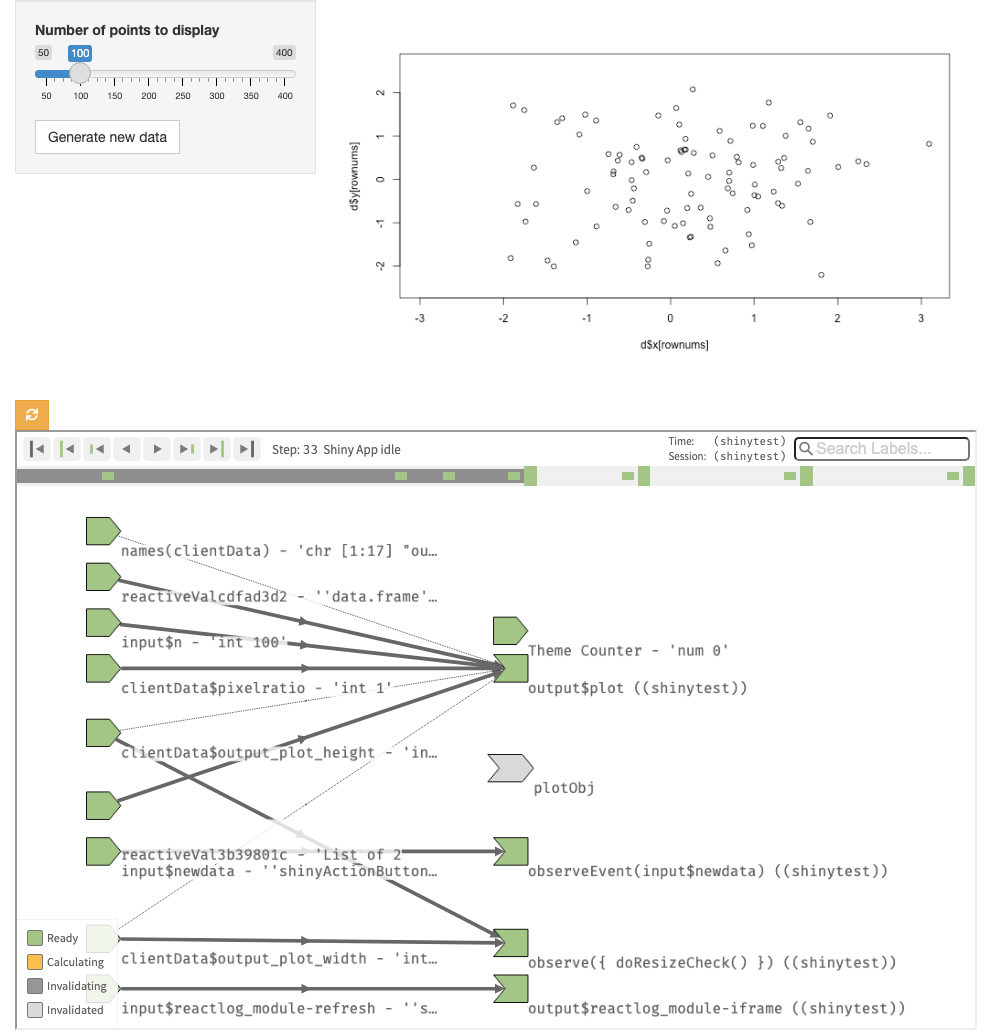 Number of points to display
50 100 400
50 100 150 200 250 300 350 400
Generate new data
d$y[rownums]
2
1
0
-1
-2
-3 -2 -1 0 1 2 3
d$x[rownums]
Step: 33 Shiny App idle
Time: (shinytest)
Session: (shinytest)
Search Labels...
names(clientData) - 'chr [1:17] "ou…
reactiveValcdfad3d2 - ''data.frame'…
input$n - 'int 100'
Theme Counter - 'num 0'
clientData$pixelratio - 'int 1'
output$plot ((shinytest))
clientData$output_plot_height - 'in…
plotObj
reactiveVal3b39801c - 'List of 2
input$newdata - ''shinyActionButton…
observeEvent(input$newdata) ((shinytest))
clientData$output_plot_width - 'int…
observe({ doResizeCheck() }) ((shinytest))
input$reactlog_module-refresh - ''s…
output$reactlog_module-iframe ((shinytest))
Ready
Calculating
Invalidating
Invalidated